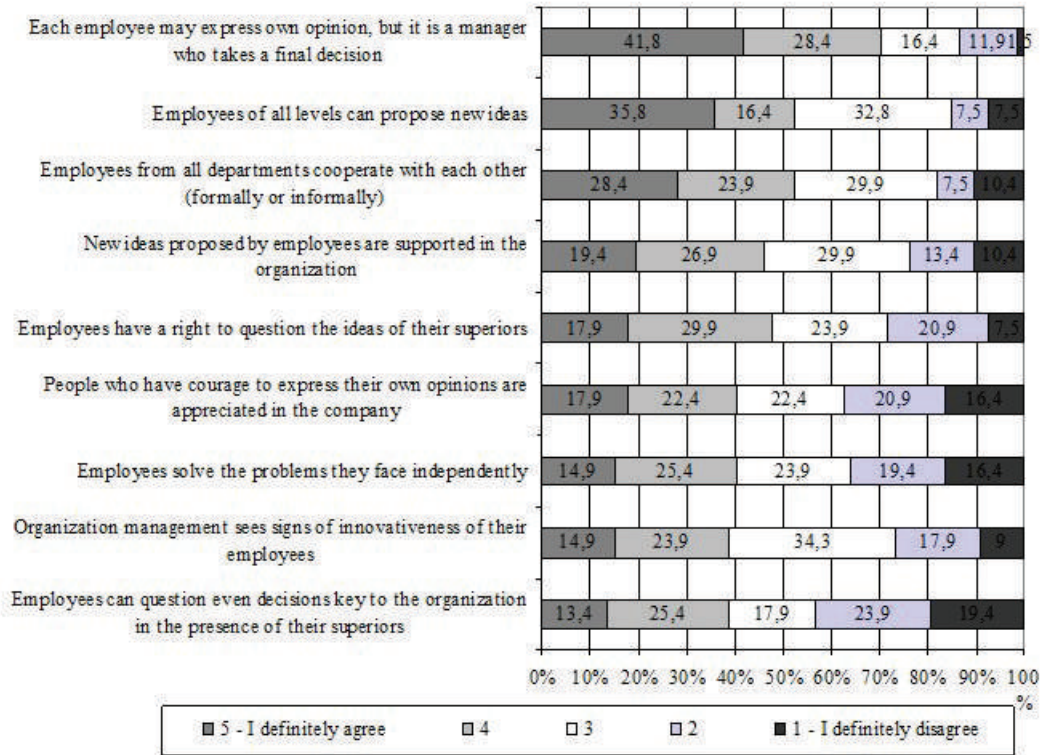 Each employee may express own opinion, but it is a manager
who takes a final decision
41,8 28,4 16,4 11,9 1,5
Employees of all levels can propose new ideas
35,8 16,4 32,8 7,5 7,5
Employees from all departments cooperate with each other
(formally or informally)
28,4 23,9 29,9 7,5 10,4
New ideas proposed by employees are supported in the
organization
19,4 26,9 29,9 13,4 10,4
Employees have a right to question the ideas of their superiors
17,9 29,9 23,9 20,9 7,5
People who have courage to express their own opinions are
appreciated in the company
17,9 22,4 22,4 20,9 16,4
Employees solve the problems they face independently
14,9 25,4 23,9 19,4 16,4
Organization management sees signs of innovativeness of their
employees
14,9 23,9 34,3 17,9 9
Employees can question even decisions key to the organization
in the presence of their superiors
13,4 25,4 17,9 23,9 19,4
0% 10% 20% 30% 40% 50% 60% 70% 80% 90% 100
%
5 - I definitely agree 4 3 2 1 - I definitely disagree